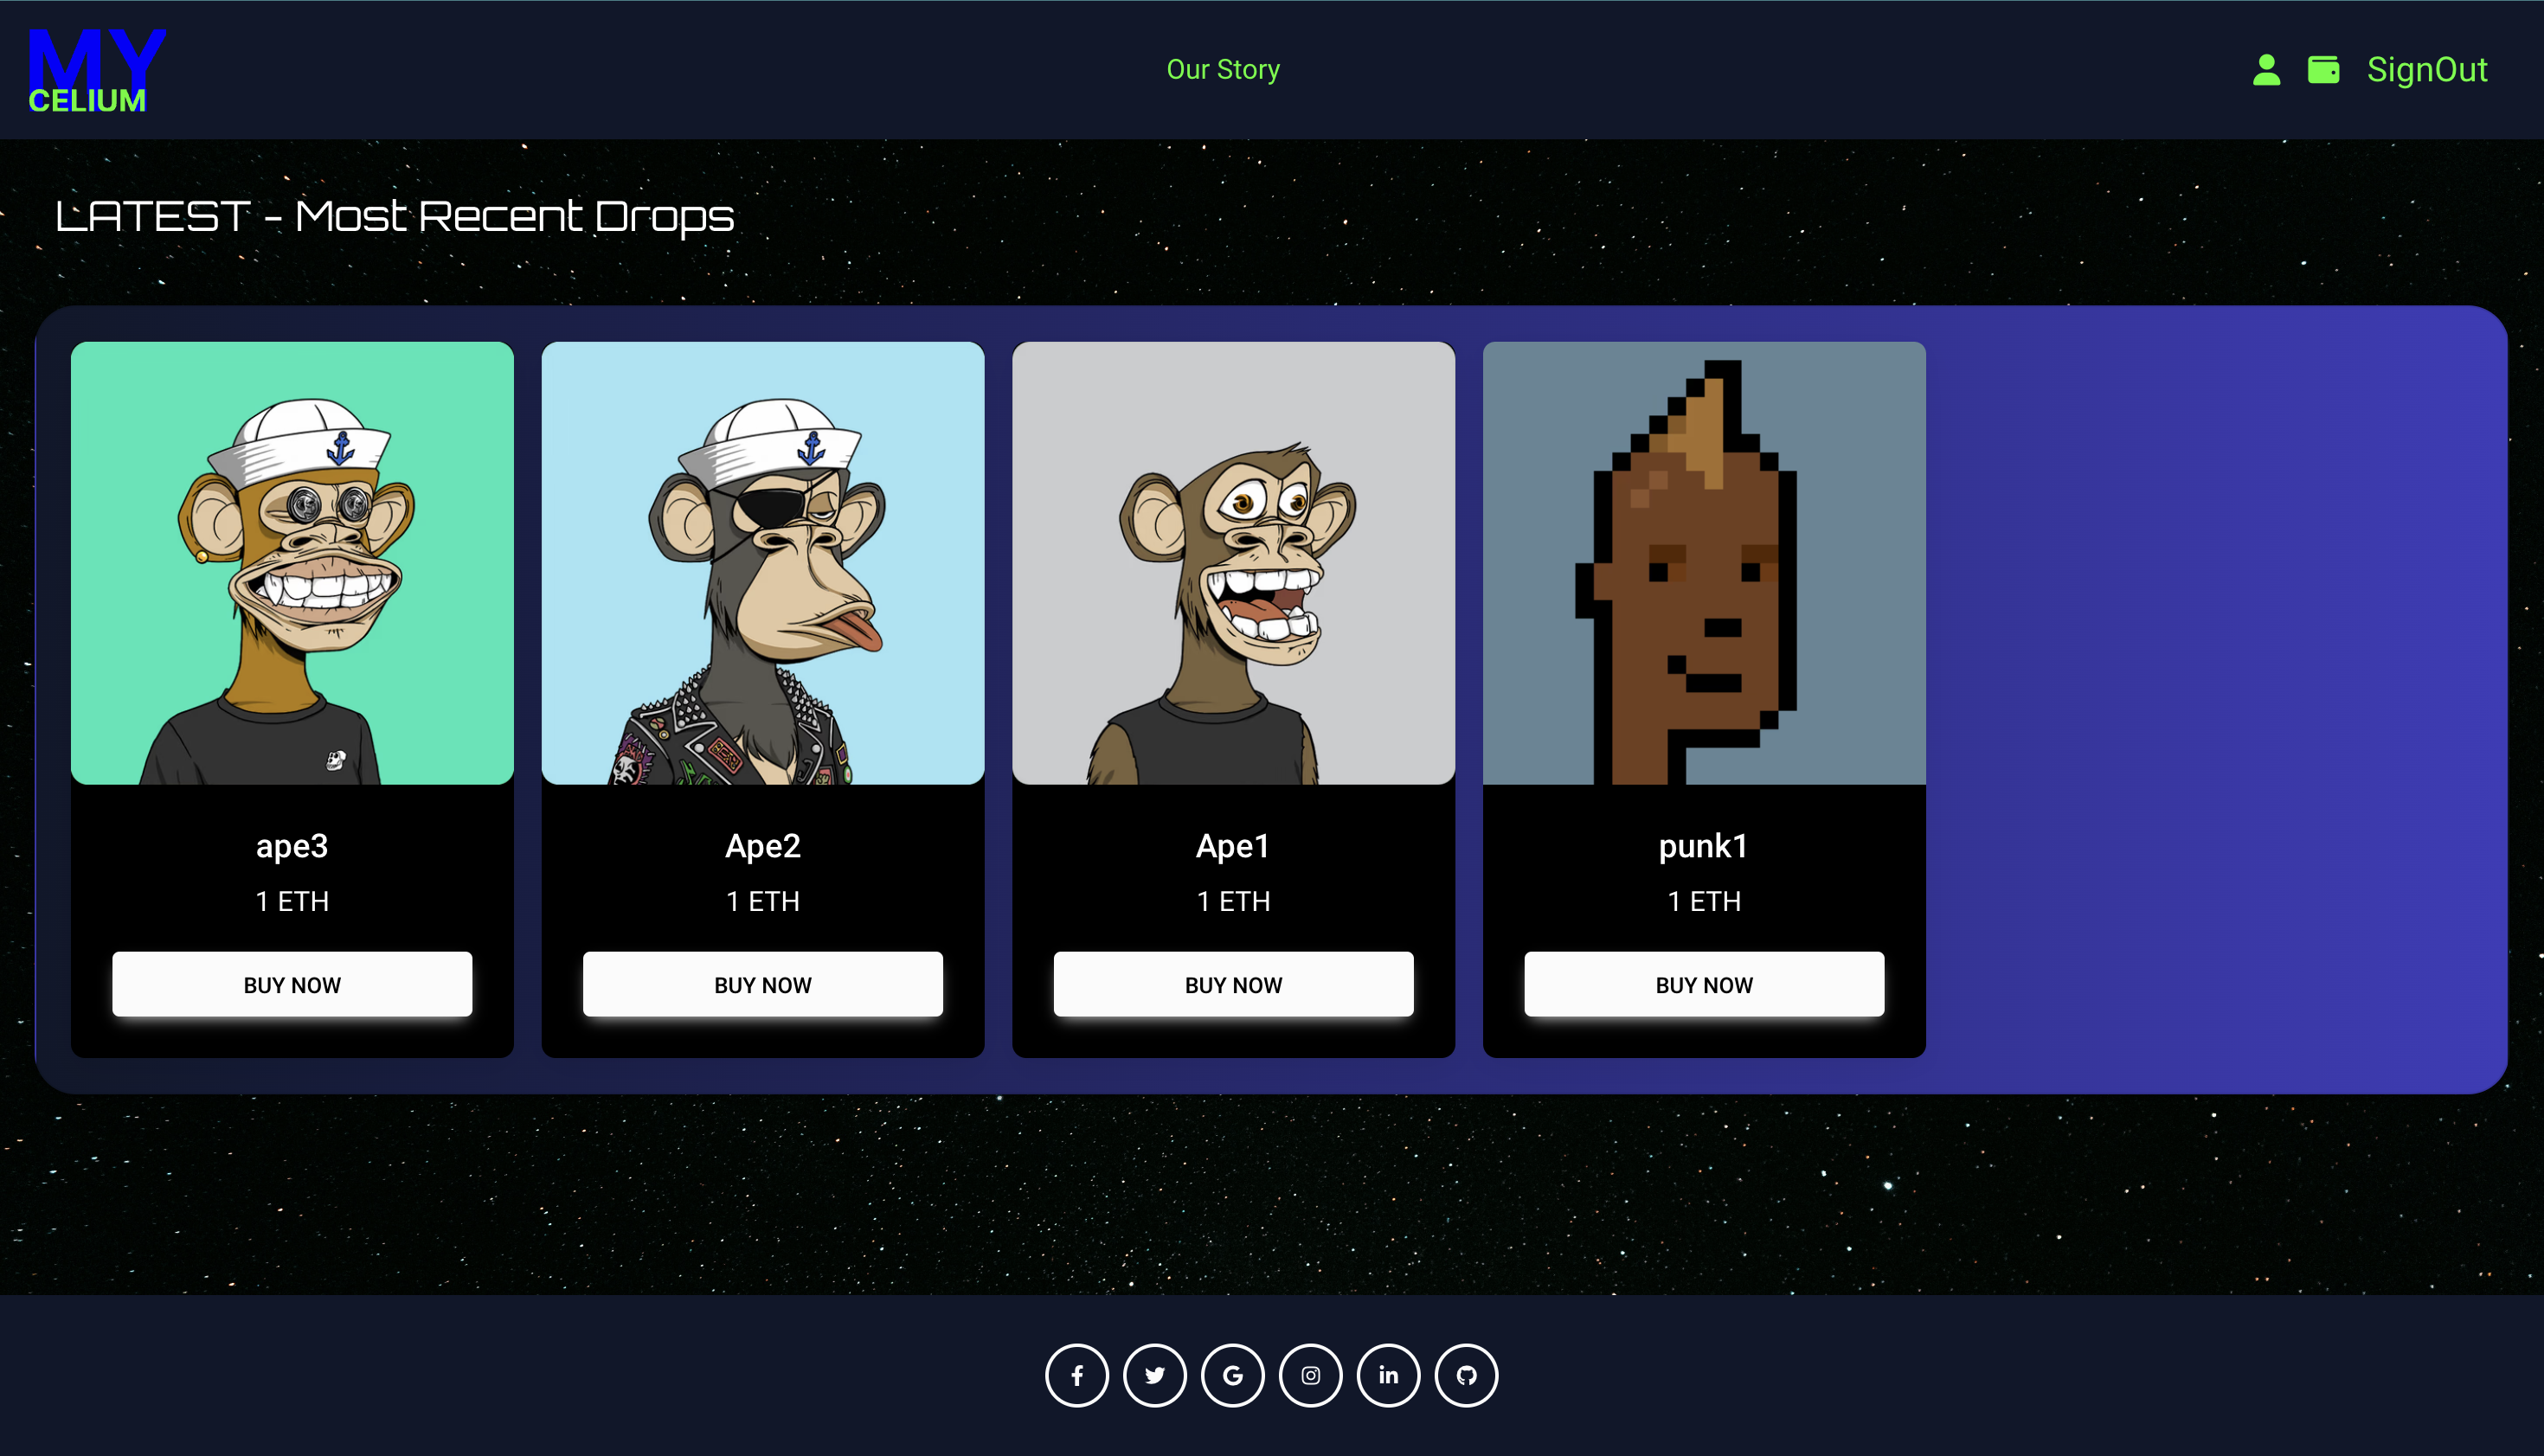 MY
CELIUM
Our Story
SignOut
LATEST - Most Recent Drops
ape3
1 ETH
BUY NOW
Ape2
1 ETH
BUY NOW
Ape1
1 ETH
BUY NOW
punk1
1 ETH
BUY NOW